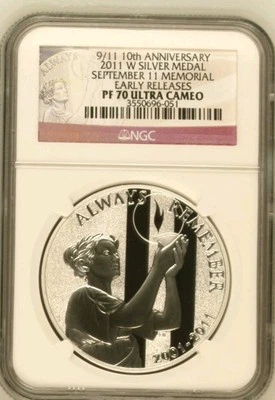 ALWAYS
9/11 10th ANNIVERSARY
2011 W SILVER MEDAL
SEPTEMBER 11 MEMORIAL
EARLY RELEASES
PF 70 ULTRA CAMEO
3550696-051
NGC
ALWAYS REMEMBER
2001-2011